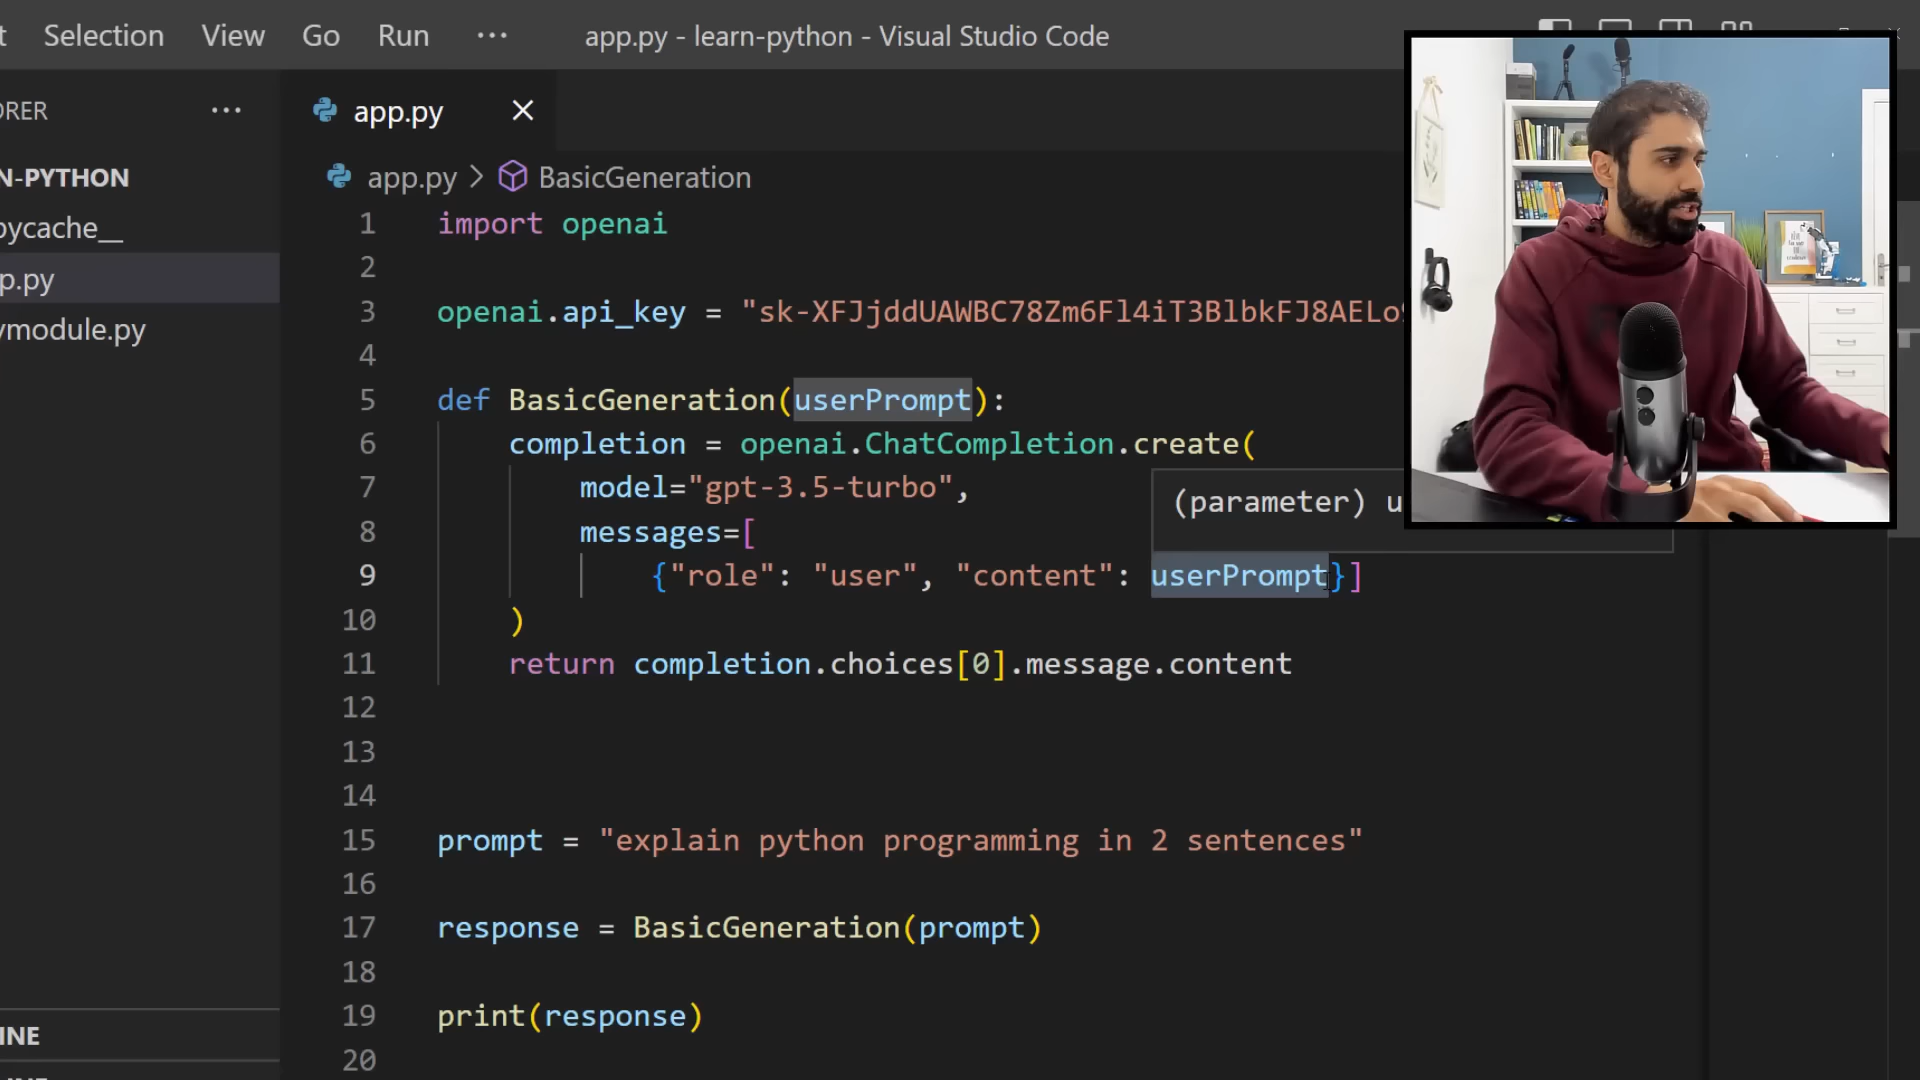 Selection View Go Run ··· app.py - learn-python - Visual Studio Code
app.py
N-PYTHON
app.py > BasicGeneration
1 import openai
2
3 openai.api_key = "sk-XFJjddUAWBC78Zm6Fl4iT3BlbkFJ8AELo
4
5 def BasicGeneration(userPrompt):
6 completion = openai.ChatCompletion.create(
7 model="gpt-3.5-turbo",
(parameter) u
8 messages=[
9 {"role": "user", "content": userPrompt}]
10 )
11 return completion.choices[0].message.content
12
13
14
15 prompt = "explain python programming in 2 sentences"
16
17 response = BasicGeneration(prompt)
18
19 print(response)
20
ORER
pycache__
p.py
ymodule.py
INE